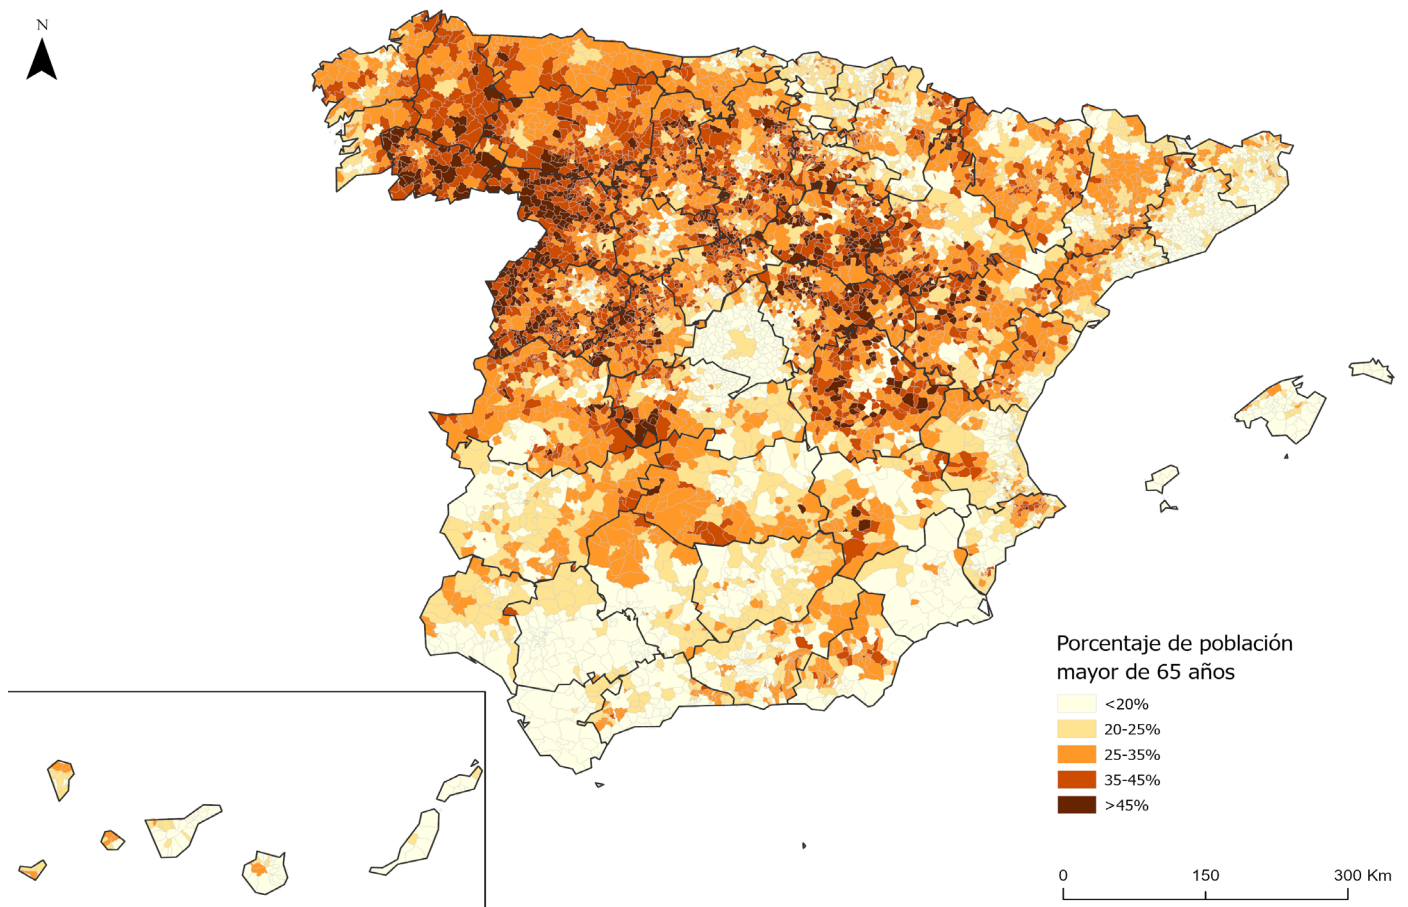 N
Porcentaje de población
mayor de 65 años
<20%
20-25%
25-35%
35-45%
>45%
0 150 300 Km